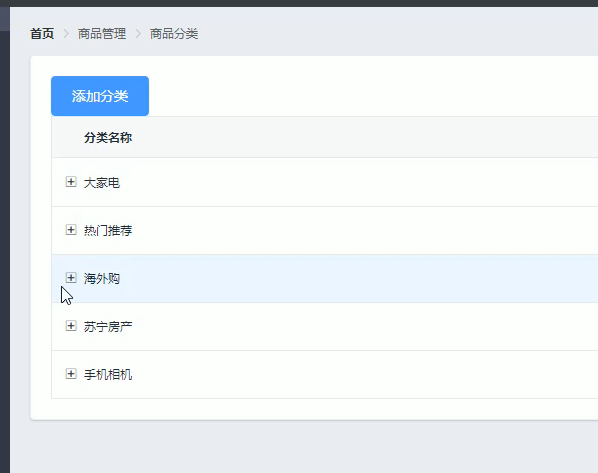 首页 > 商品管理 > 商品分类
添加分类
分类名称
大家电
热门推荐
海外购
苏宁房产
手机相机